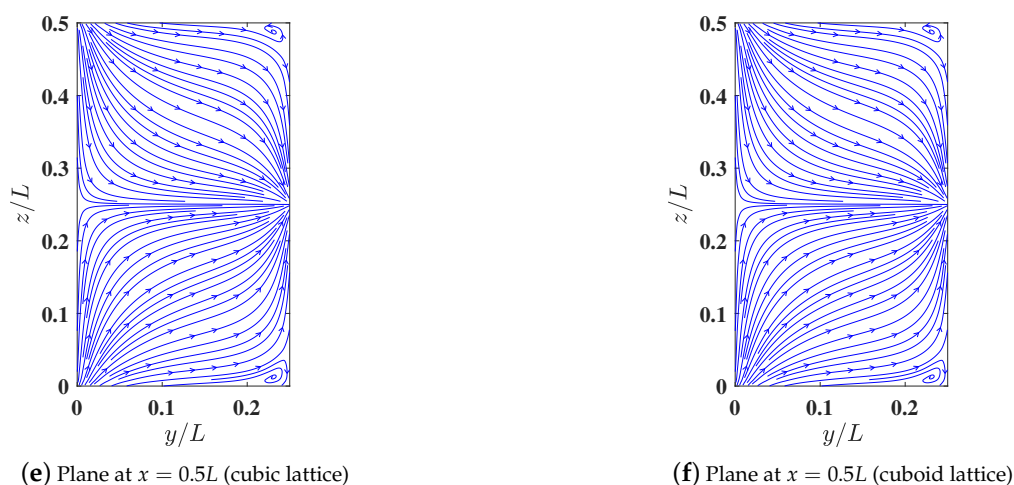 0.5
0.4
0.3
0.2
0.1
0
z/L
0 0.1 0.2
y/L
(e) Plane at x = 0.5L (cubic lattice)
0.5
0.4
0.3
0.2
0.1
0
z/L
0 0.1 0.2
y/L
(f) Plane at x = 0.5L (cuboid lattice)